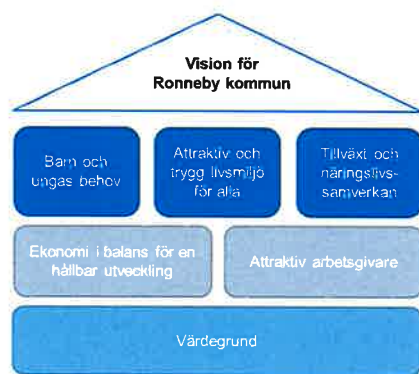 Vision för
Ronneby kommun
Barn och
ungas behov
Attraktiv och
trygg livsmiljö
för alla
Tillväxt och
näringslivs-
samverkan
Ekonomi i balans för en
hållbar utveckling
Attraktiv arbetsgivare
Värdegrund